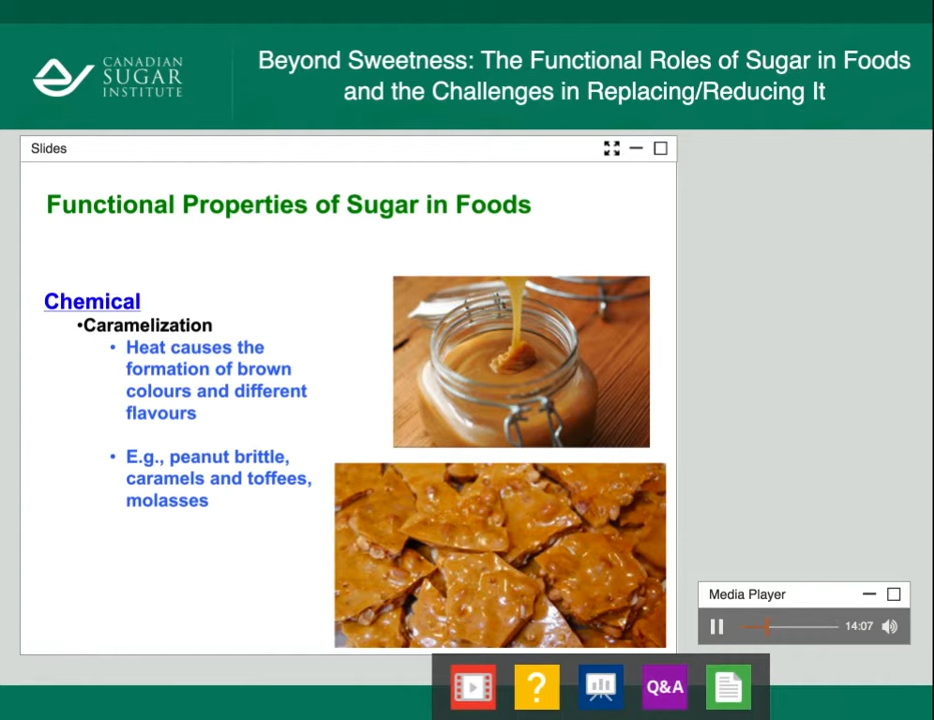 CANADIAN
SUGAR
INSTITUTE
Beyond Sweetness: The Functional Roles of Sugar in Foods
and the Challenges in Replacing/Reducing It
Slides
Functional Properties of Sugar in Foods
Chemical
•Caramelization
• Heat causes the
formation of brown
colours and different
flavours
• E.g., peanut brittle,
caramels and toffees,
molasses
Media Player
14:07
?
Q&A